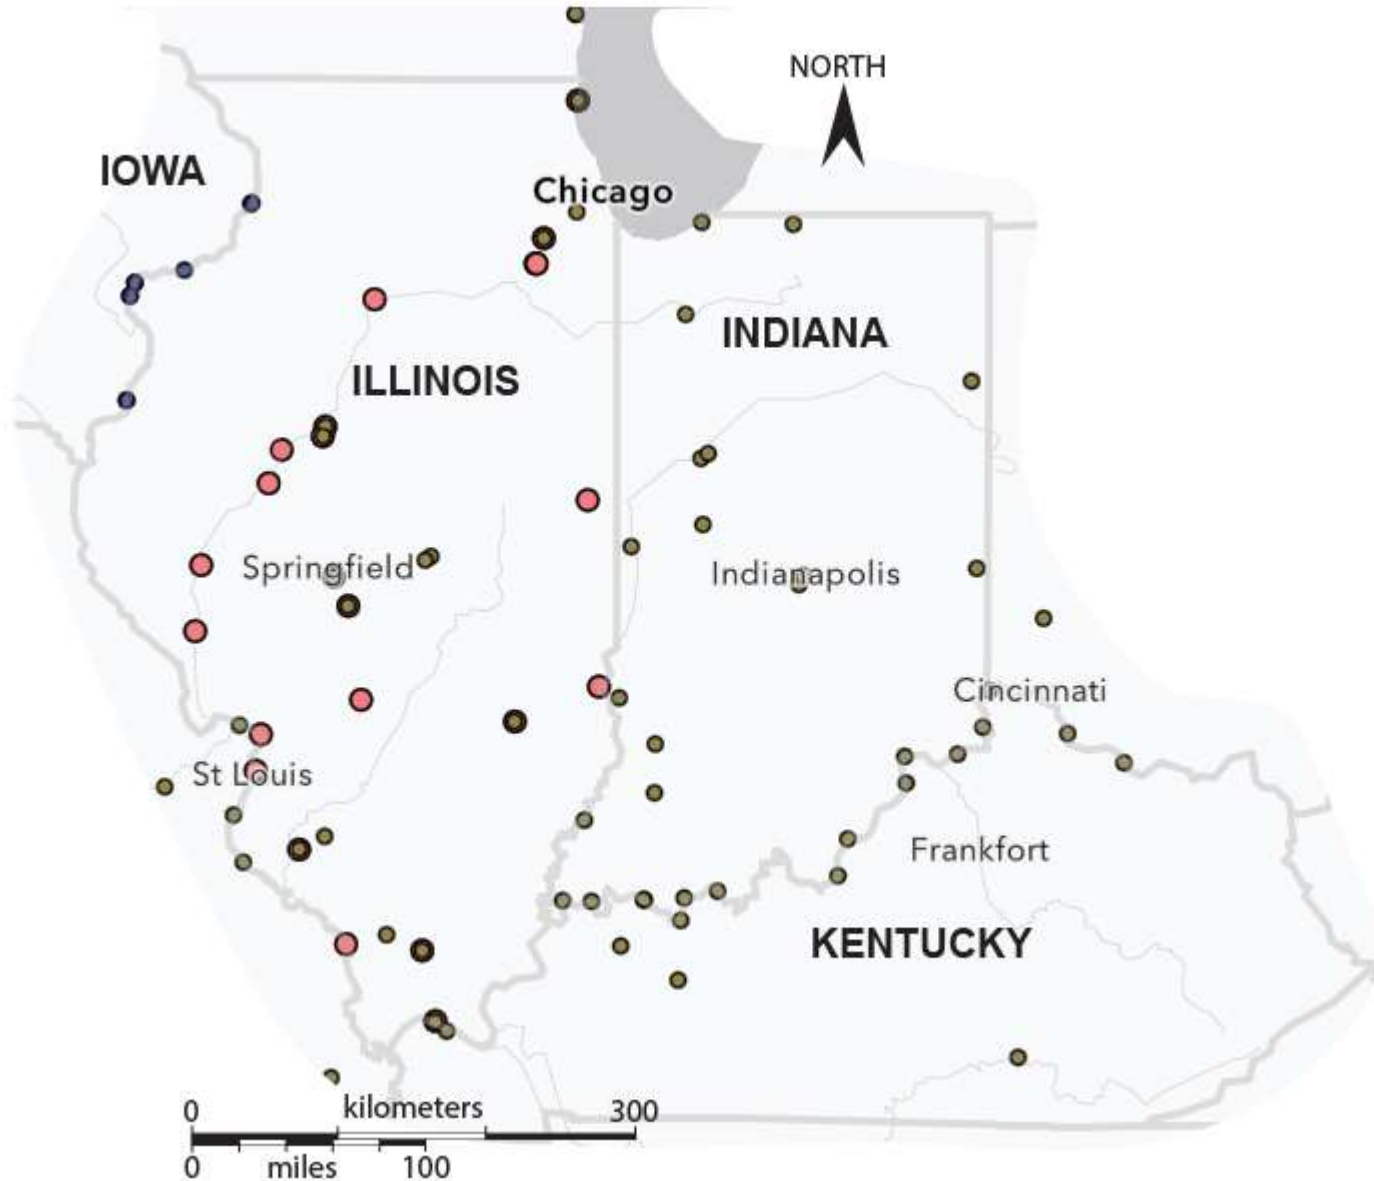 NORTH
IOWA
Chicago
INDIANA
ILLINOIS
Springfield
Indianapolis
Cincinnati
St Louis
Frankfort
KENTUCKY
0 kilometers 300
0 miles 100